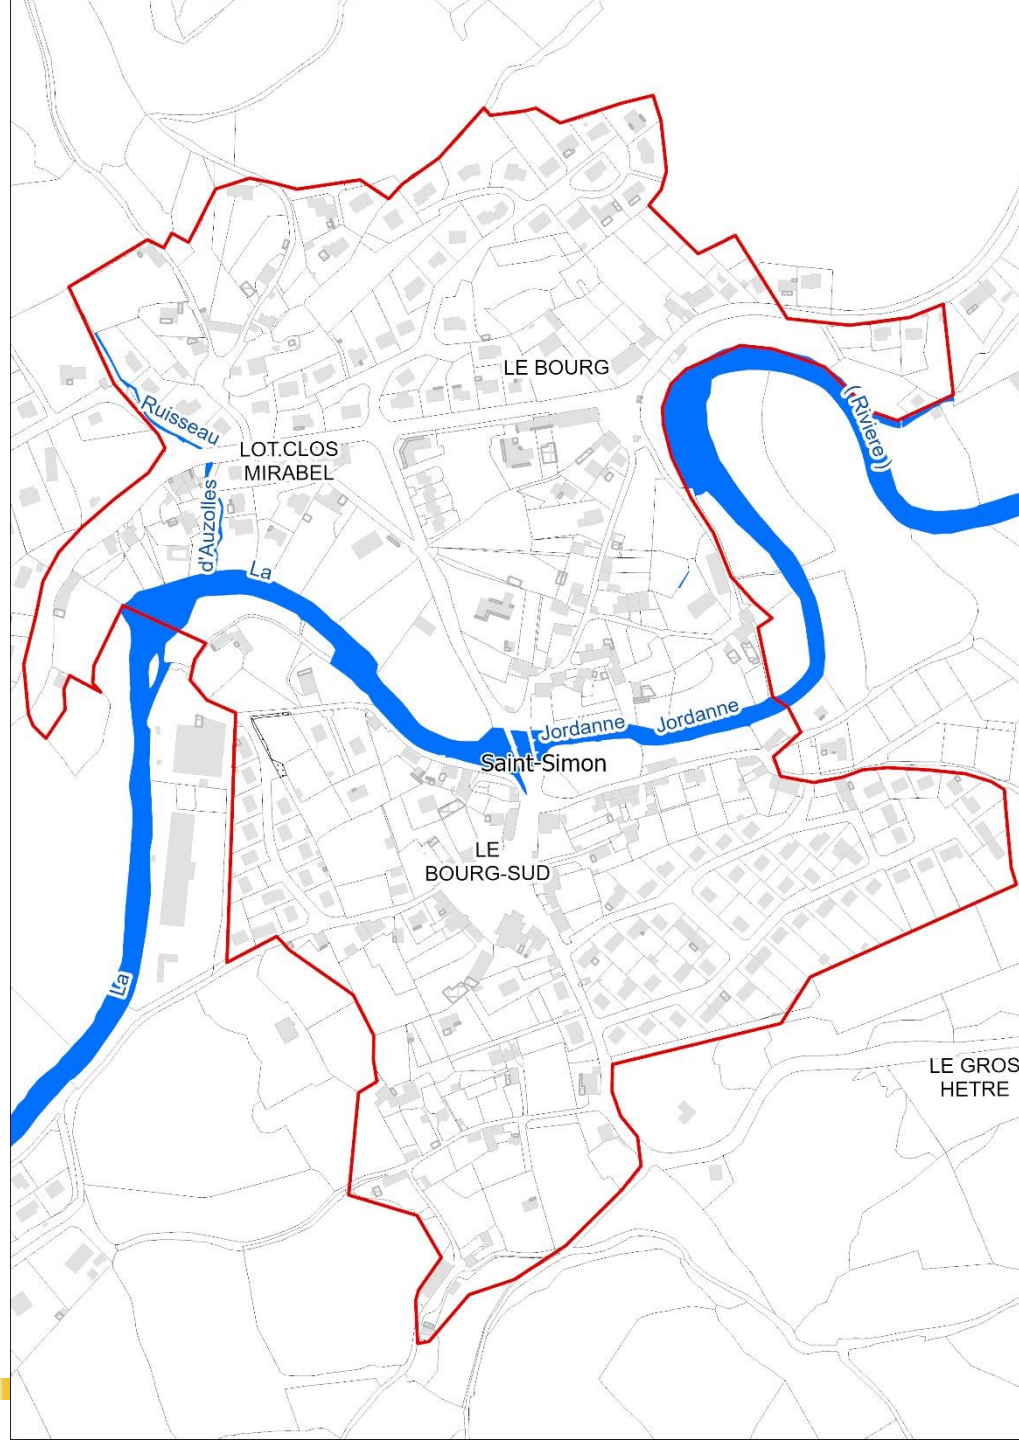 LE BOURG
( Riviere )
Ruisseau
LOT.CLOS
MIRABEL
d'Auzolles
La
Jordanne
Jordanne
Saint-Simon
LE
BOURG-SUD
La
LE GROS
HETRE